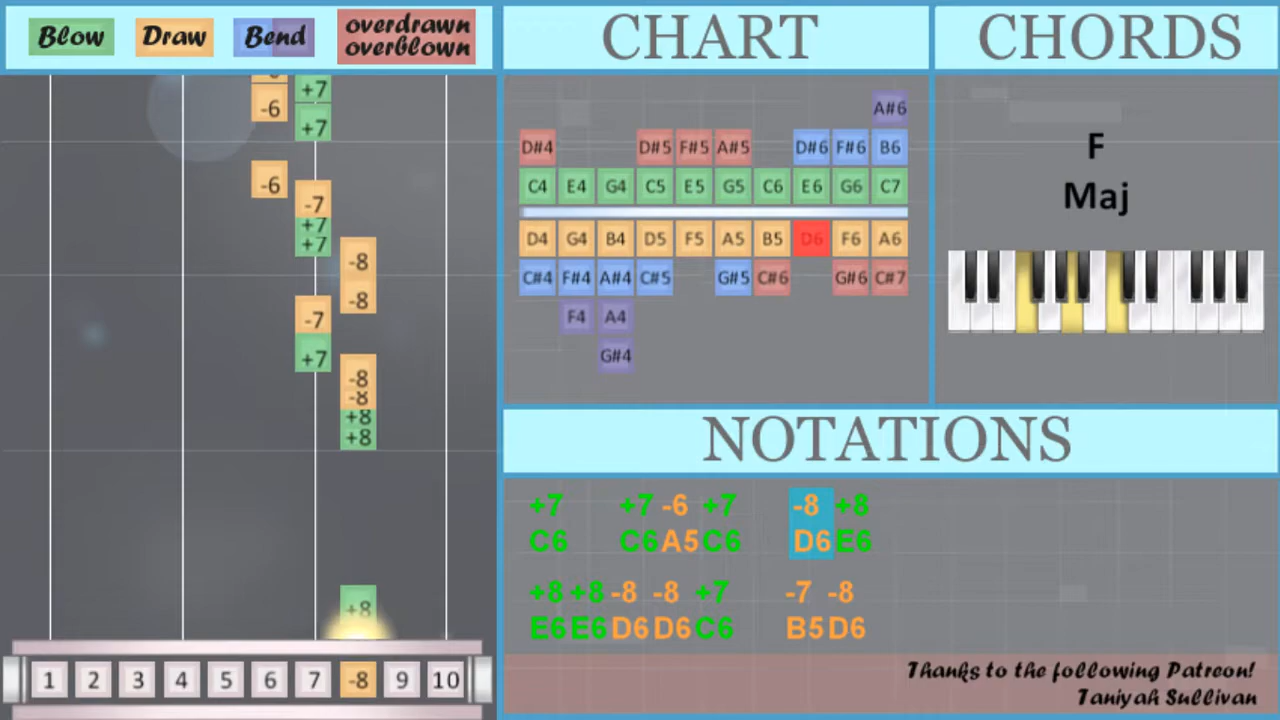 Blow Draw Bend overdrawn
overblown
CHART
CHORDS
+7
-6
+7
-6
-7
+7
+7
-8
-8
-7
+7
-8
-8
+8
+8
+8
1 2 3 4 5 6 7 -8 9 10
A#6
D#4 D#5 F#5 A#5 D#6 F#6 B6
C4 E4 G4 C5 E5 G5 C6 E6 G6 C7
D4 G4 B4 D5 F5 A5 B5 D6 F6 A6
C#4 F#4 A#4 C#5 G#5 C#6 G#6 C#7
F4 A4
G#4
F
Maj
NOTATIONS
+7 +7 -6 +7 -8 +8
C6 C6 A5 C6 D6 E6
+8 +8 -8 -8 +7 -7 -8
E6 E6 D6 D6 C6 B5 D6
Thanks to the following Patreon!
Taniyah Sullivan